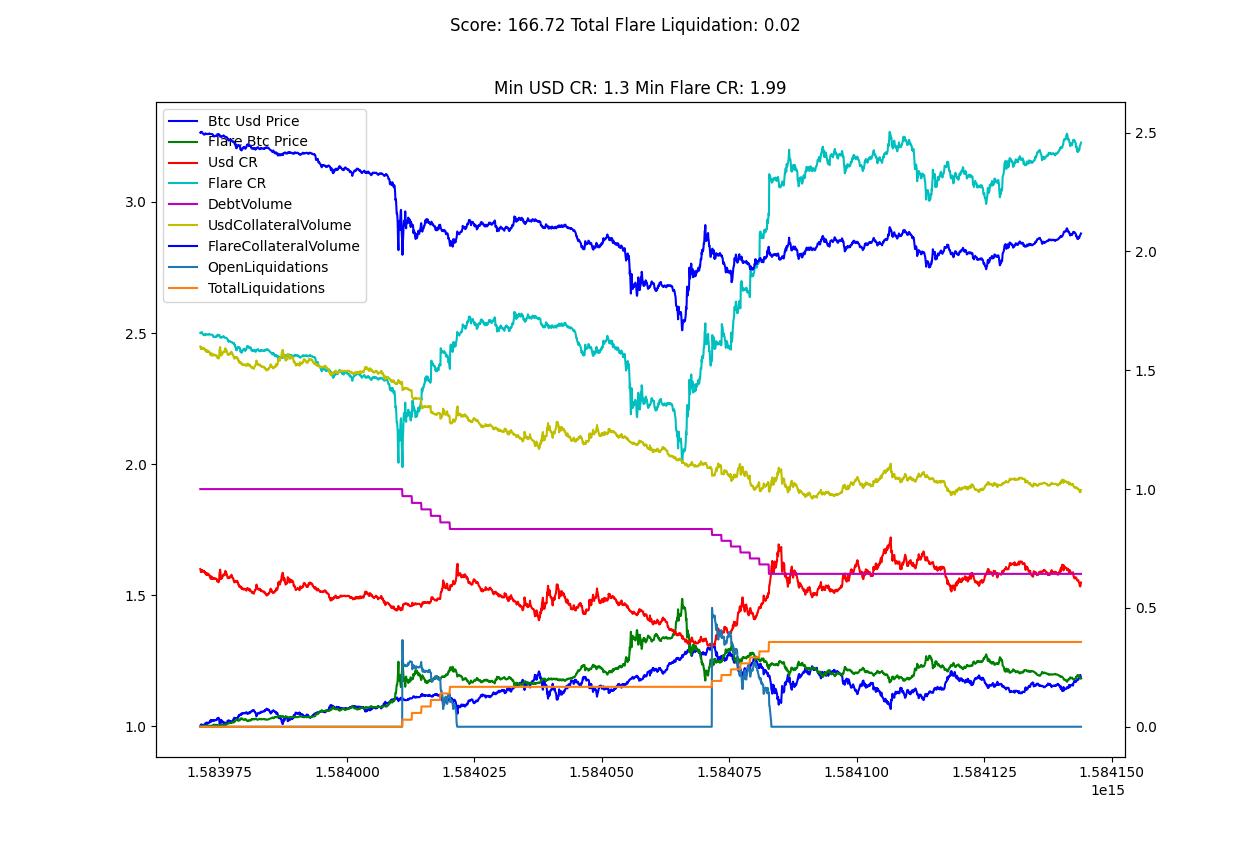 Score: 166.72 Total Flare Liquidation: 0.02
Min USD CR: 1.3 Min Flare CR: 1.99
Btc Usd Price
Flare Btc Price
Usd CR
Flare CR
DebtVolume
UsdCollateralVolume
FlareCollateralVolume
OpenLiquidations
TotalLiquidations
3.0
2.5
2.0
1.5
1.0
2.5
2.0
1.5
1.0
0.5
0.0
1.583975 1.584000 1.584025 1.584050 1.584075 1.584100 1.584125 1.584150
1e15